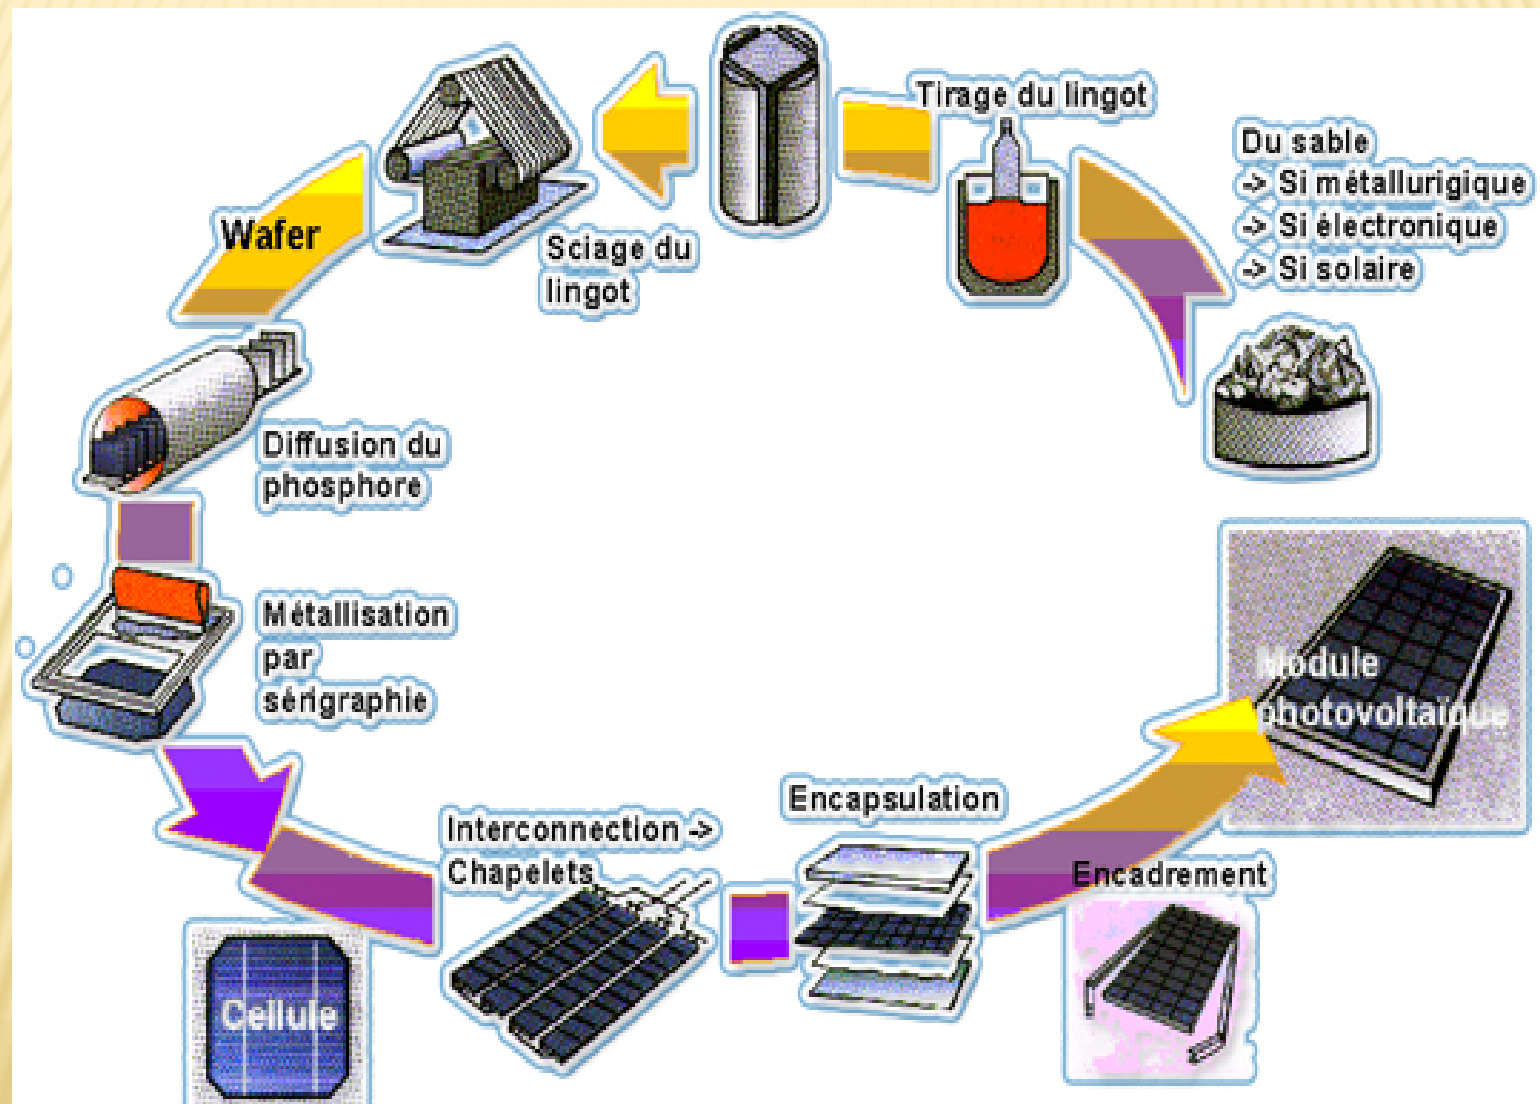 Tirage du lingot
Du sable
-> Si métallurigique
-> Si électronique
-> Si solaire
Wafer
Sciage du
lingot
Diffusion du
phosphore
Métallisation
par
sérigraphie
Cellule
Interconnection ->
Chapelets
Encapsulation
Encadrement
Module
photovoltaïque